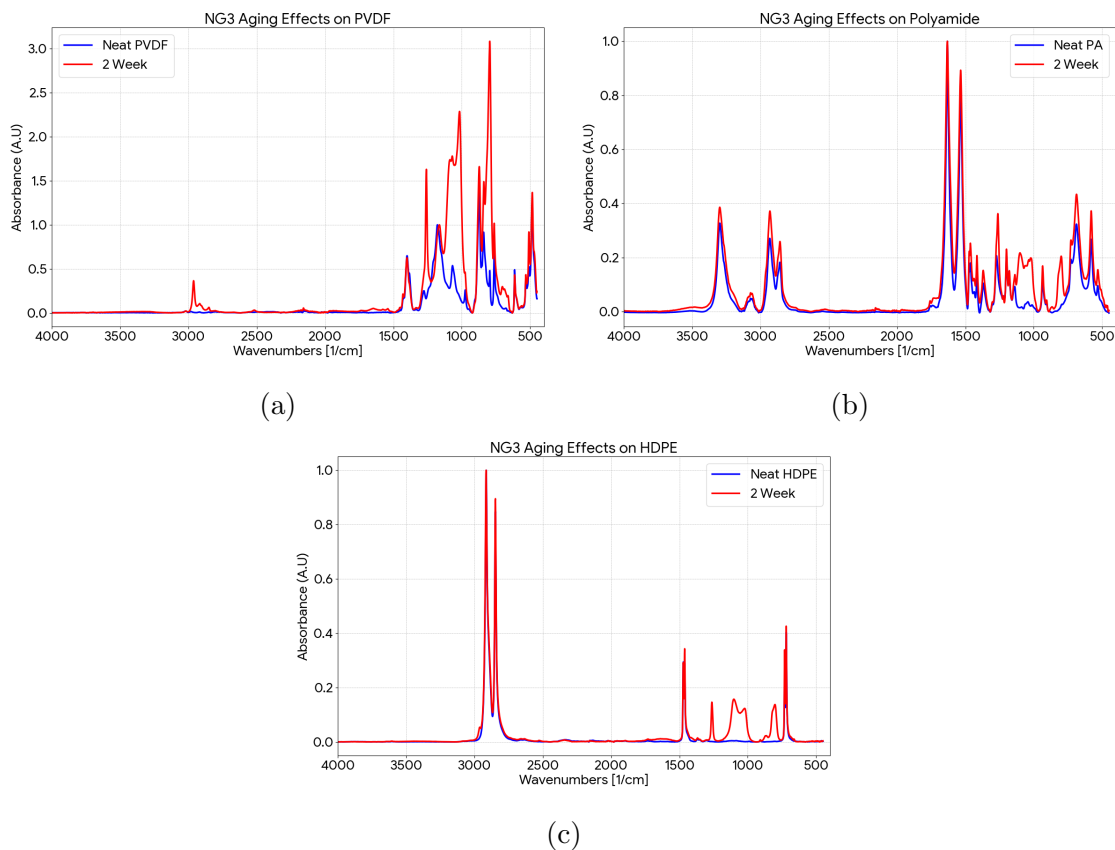 NG3 Aging Effects on PVDF
Neat PVDF
2 Week
Absorbance (A.U)
3.0
2.5
2.0
1.5
1.0
0.5
0.0
4000 3500 3000 2500 2000 1500 1000 500
Wavenumbers [1/cm]
(a)
NG3 Aging Effects on Polyamide
Neat PA
2 Week
Absorbance (A.U)
1.0
0.8
0.6
0.4
0.2
0.0
4000 3500 3000 2500 2000 1500 1000 500
Wavenumbers [1/cm]
(b)
NG3 Aging Effects on HDPE
Neat HDPE
2 Week
Absorbance (A.U)
1.0
0.8
0.6
0.4
0.2
0.0
4000 3500 3000 2500 2000 1500 1000 500
Wavenumbers [1/cm]
(c)